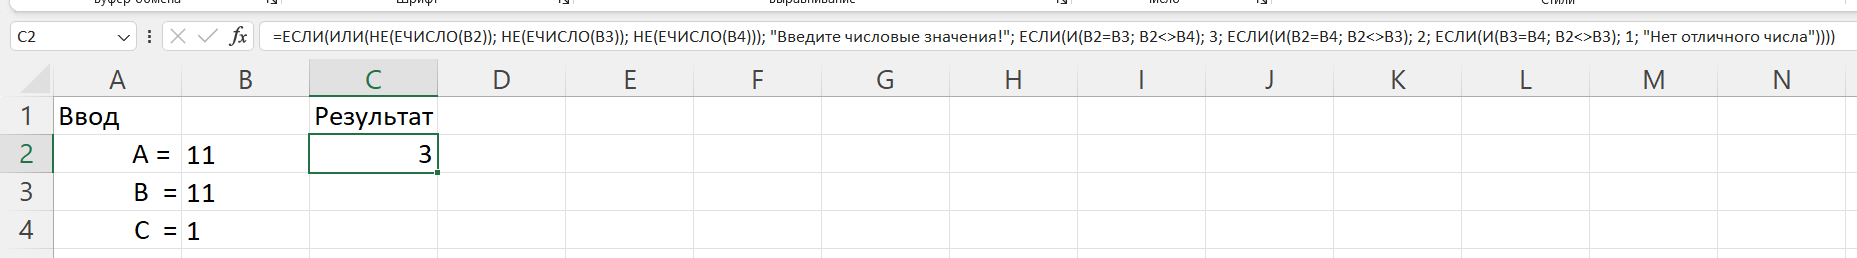 Буфер обмена Шрифт Выравнивание Число Стили
C2 fx =ЕСЛИ(ИЛИ(НЕ(ЕЧИСЛО(B2)); НЕ(ЕЧИСЛО(B3)); НЕ(ЕЧИСЛО(B4))); "Введите числовые значения!"; ЕСЛИ(И(B2=B3; B2<>B4); 3; ЕСЛИ(И(B2=B4; B2<>B3); 2; ЕСЛИ(И(B3=B4; B2<>B3); 1; "Нет отличного числа"))))
A B C D E F G H I J K L M N
1 Ввод Результат
2 A = 11 3
3 B = 11
4 C = 1